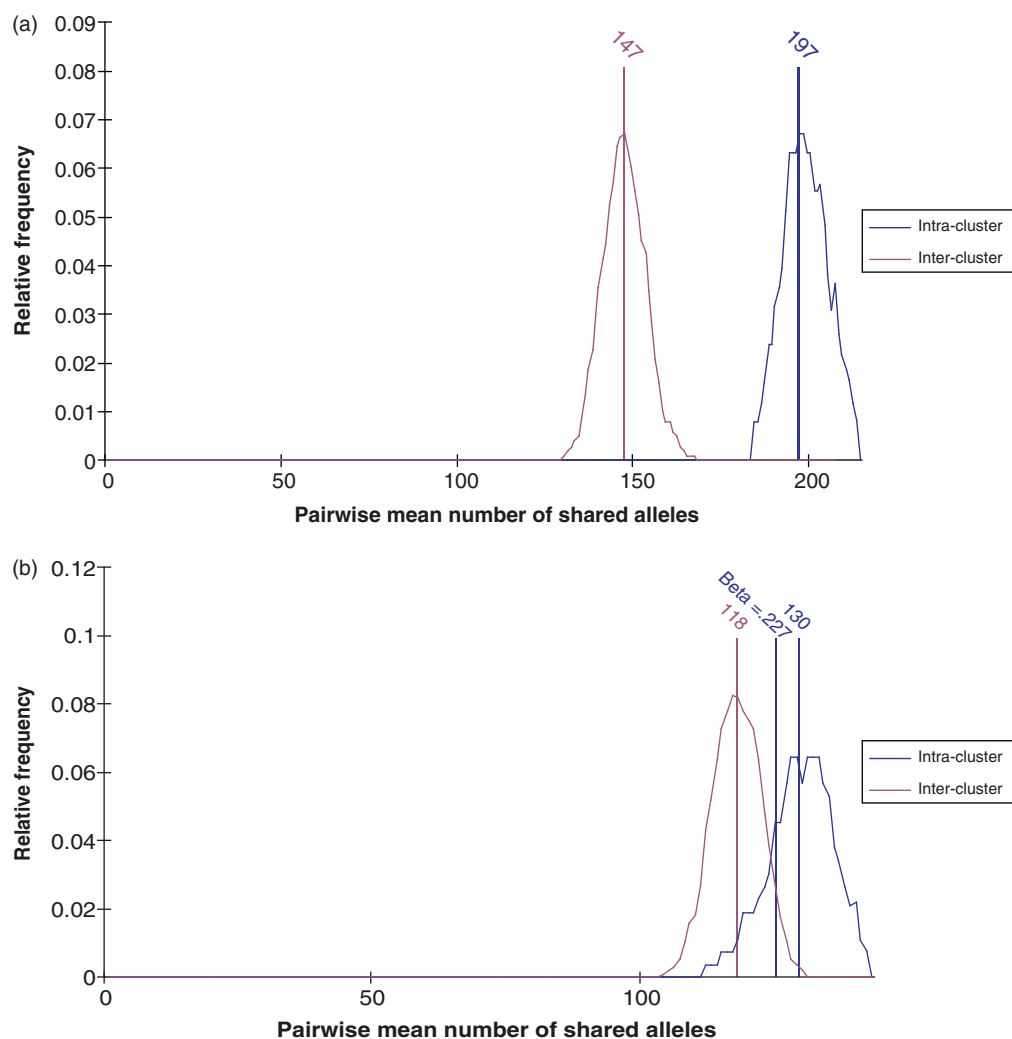 (a)
0.09
0.08
0.07
0.06
0.05
0.04
0.03
0.02
0.01
0
Relative frequency
147
197
Intra-cluster
Inter-cluster
0
50
100
150
200
Pairwise mean number of shared alleles
(b)
0.12
0.1
0.08
0.06
0.04
0.02
0
Relative frequency
118
Beta =.227
130
Intra-cluster
Inter-cluster
0
50
100
Pairwise mean number of shared alleles